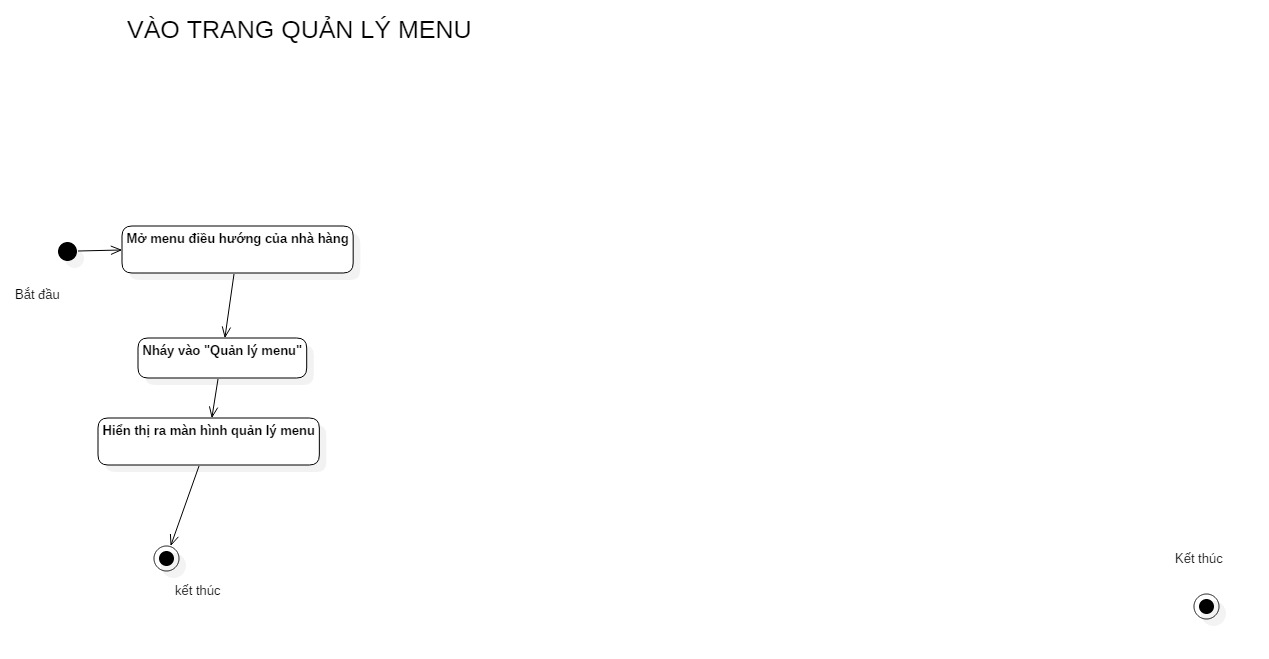 VÀO TRANG QUẢN LÝ MENU
Mở menu điều hướng của nhà hàng
Bắt đầu
Nháy vào "Quản lý menu"
Hiển thị ra màn hình quản lý menu
Kết thúc
kết thúc